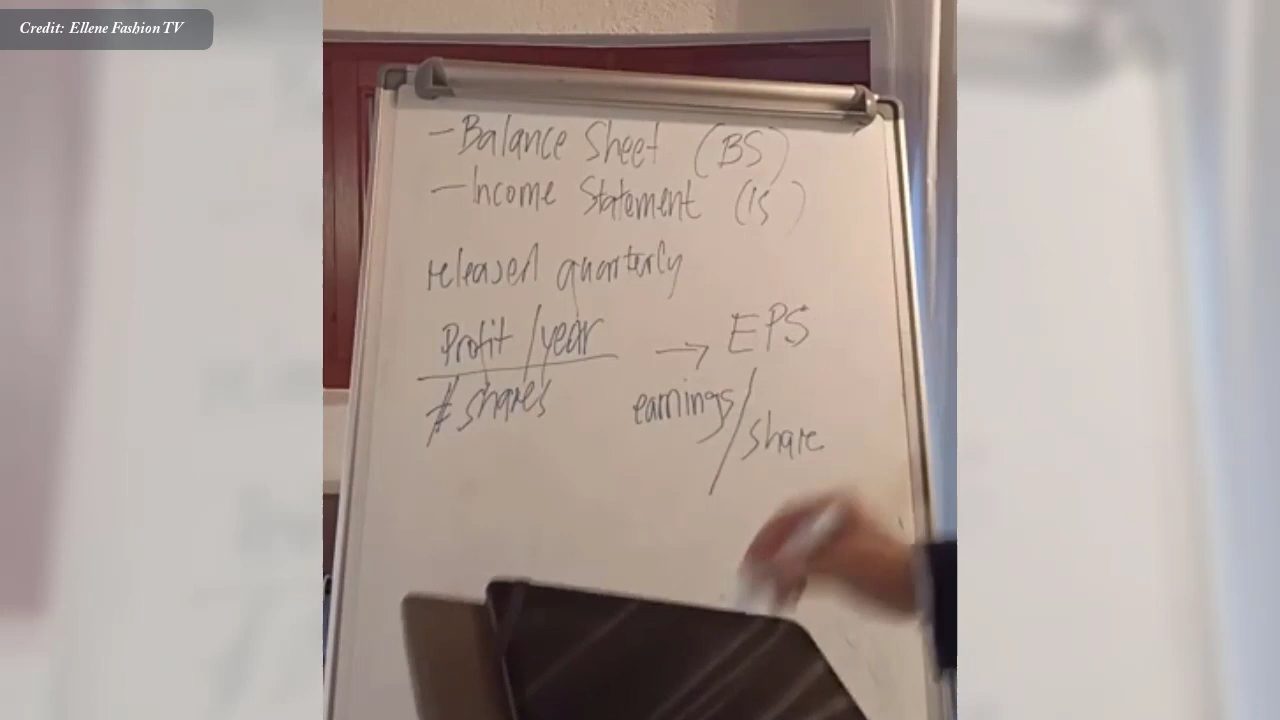 Credit: Ellene Fashion TV
- Balance Sheet (BS)
- Income Statement (IS)
released quarterly
Profit/year → EPS
# shares earnings/share